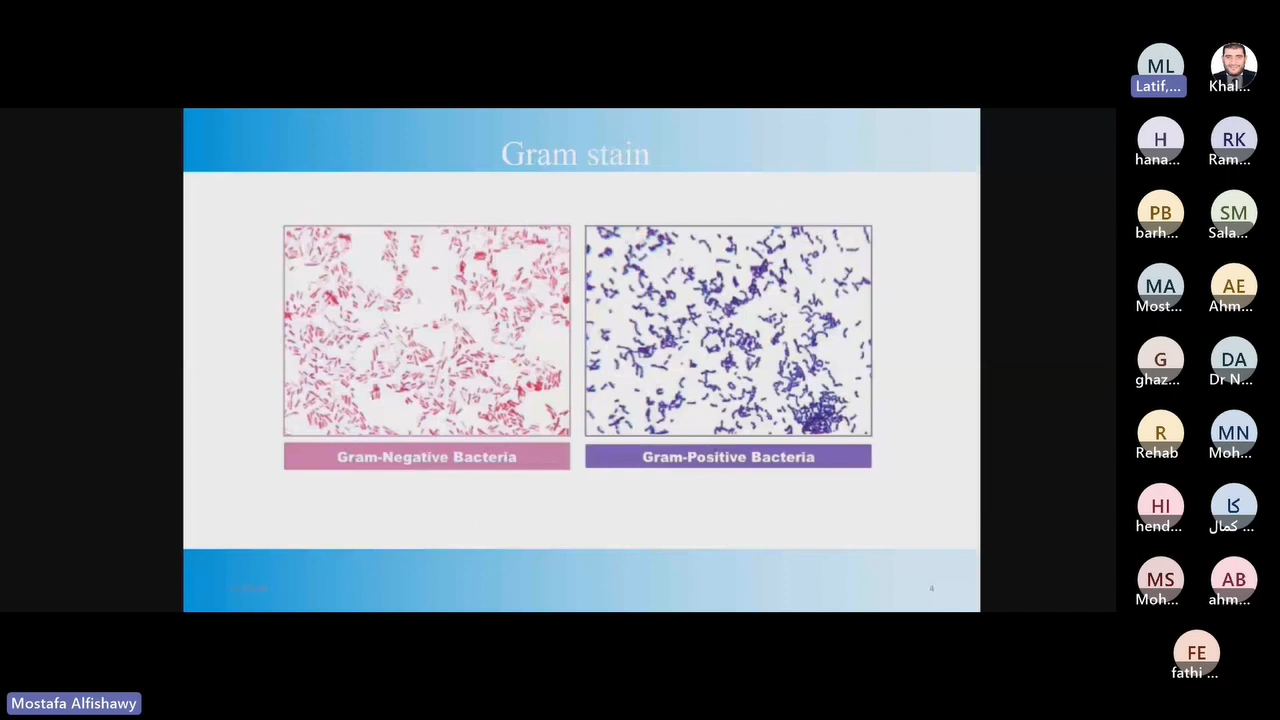 Gram stain
Gram-Negative Bacteria
Gram-Positive Bacteria
4
ML
Latif,...
Khal...
H
hana...
RK
Ram...
PB
barh...
SM
Sala...
MA
Most...
AE
Ahm...
G
ghaz...
DA
Dr N...
R
Rehab
MN
Moh...
HI
hend...
كا
كمال ...
MS
Moh...
AB
ahm...
FE
fathi ...
Mostafa Alfishawy